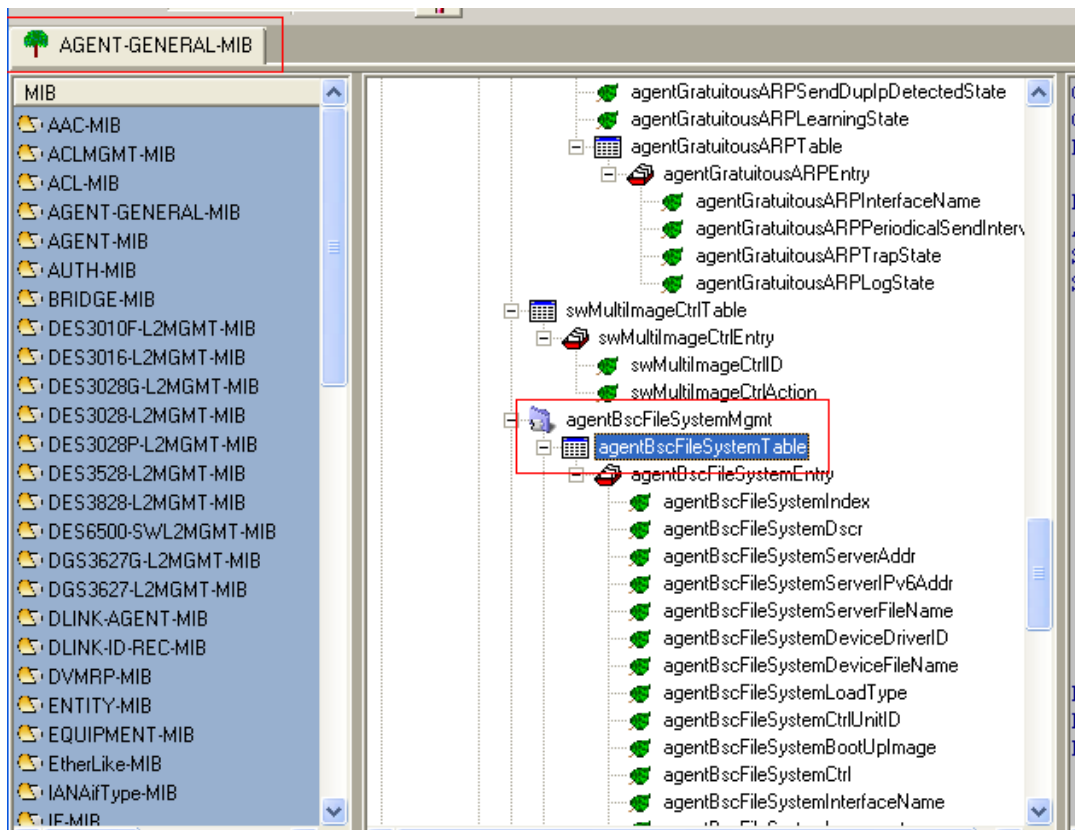 AGENT-GENERAL-MIB
MIB
AAC-MIB
ACLMGMT-MIB
ACL-MIB
AGENT-GENERAL-MIB
AGENT-MIB
AUTH-MIB
BRIDGE-MIB
DES3010F-L2MGMT-MIB
DES3016-L2MGMT-MIB
DES3028G-L2MGMT-MIB
DES3028-L2MGMT-MIB
DES3028P-L2MGMT-MIB
DES3528-L2MGMT-MIB
DES3828-L2MGMT-MIB
DES6500-SWL2MGMT-MIB
DGS3627G-L2MGMT-MIB
DGS3627-L2MGMT-MIB
DLINK-AGENT-MIB
DLINK-ID-REC-MIB
DVMRP-MIB
ENTITY-MIB
EQUIPMENT-MIB
EtherLike-MIB
IANAifType-MIB
IF-MIB
agentGratuitousARPSendDupIpDetectedState
agentGratuitousARPLearningState
agentGratuitousARPTable
agentGratuitousARPEntry
agentGratuitousARPInterfaceName
agentGratuitousARPPeriodicalSendInterv
agentGratuitousARPTrapState
agentGratuitousARPLogState
swMultiImageCtrlTable
swMultiImageCtrlEntry
swMultiImageCtrlID
swMultiImageCtrlAction
agentBscFileSystemMgmt
agentBscFileSystemTable
agentBscFileSystemEntry
agentBscFileSystemIndex
agentBscFileSystemDscr
agentBscFileSystemServerAddr
agentBscFileSystemServerIPv6Addr
agentBscFileSystemServerFileName
agentBscFileSystemDeviceDriverID
agentBscFileSystemDeviceFileName
agentBscFileSystemLoadType
agentBscFileSystemCtrlUnitID
agentBscFileSystemBootUpImage
agentBscFileSystemCtrl
agentBscFileSystemInterfaceName